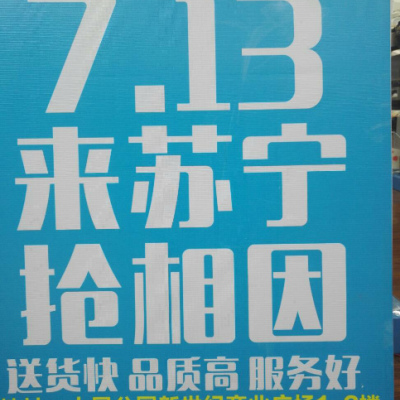 7.13
来苏宁
抢相因
送货快 品质高 服务好